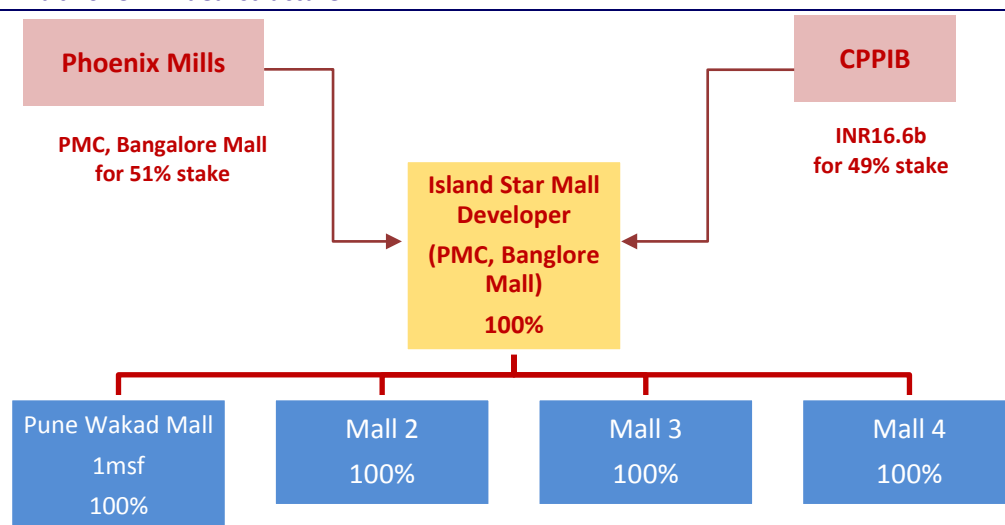 Phoenix Mills
CPPIB
PMC, Bangalore Mall
for 51% stake
INR16.6b
for 49% stake
Island Star Mall
Developer
(PMC, Banglore
Mall)
100%
Pune Wakad Mall
1msf
100%
Mall 2
100%
Mall 3
100%
Mall 4
100%